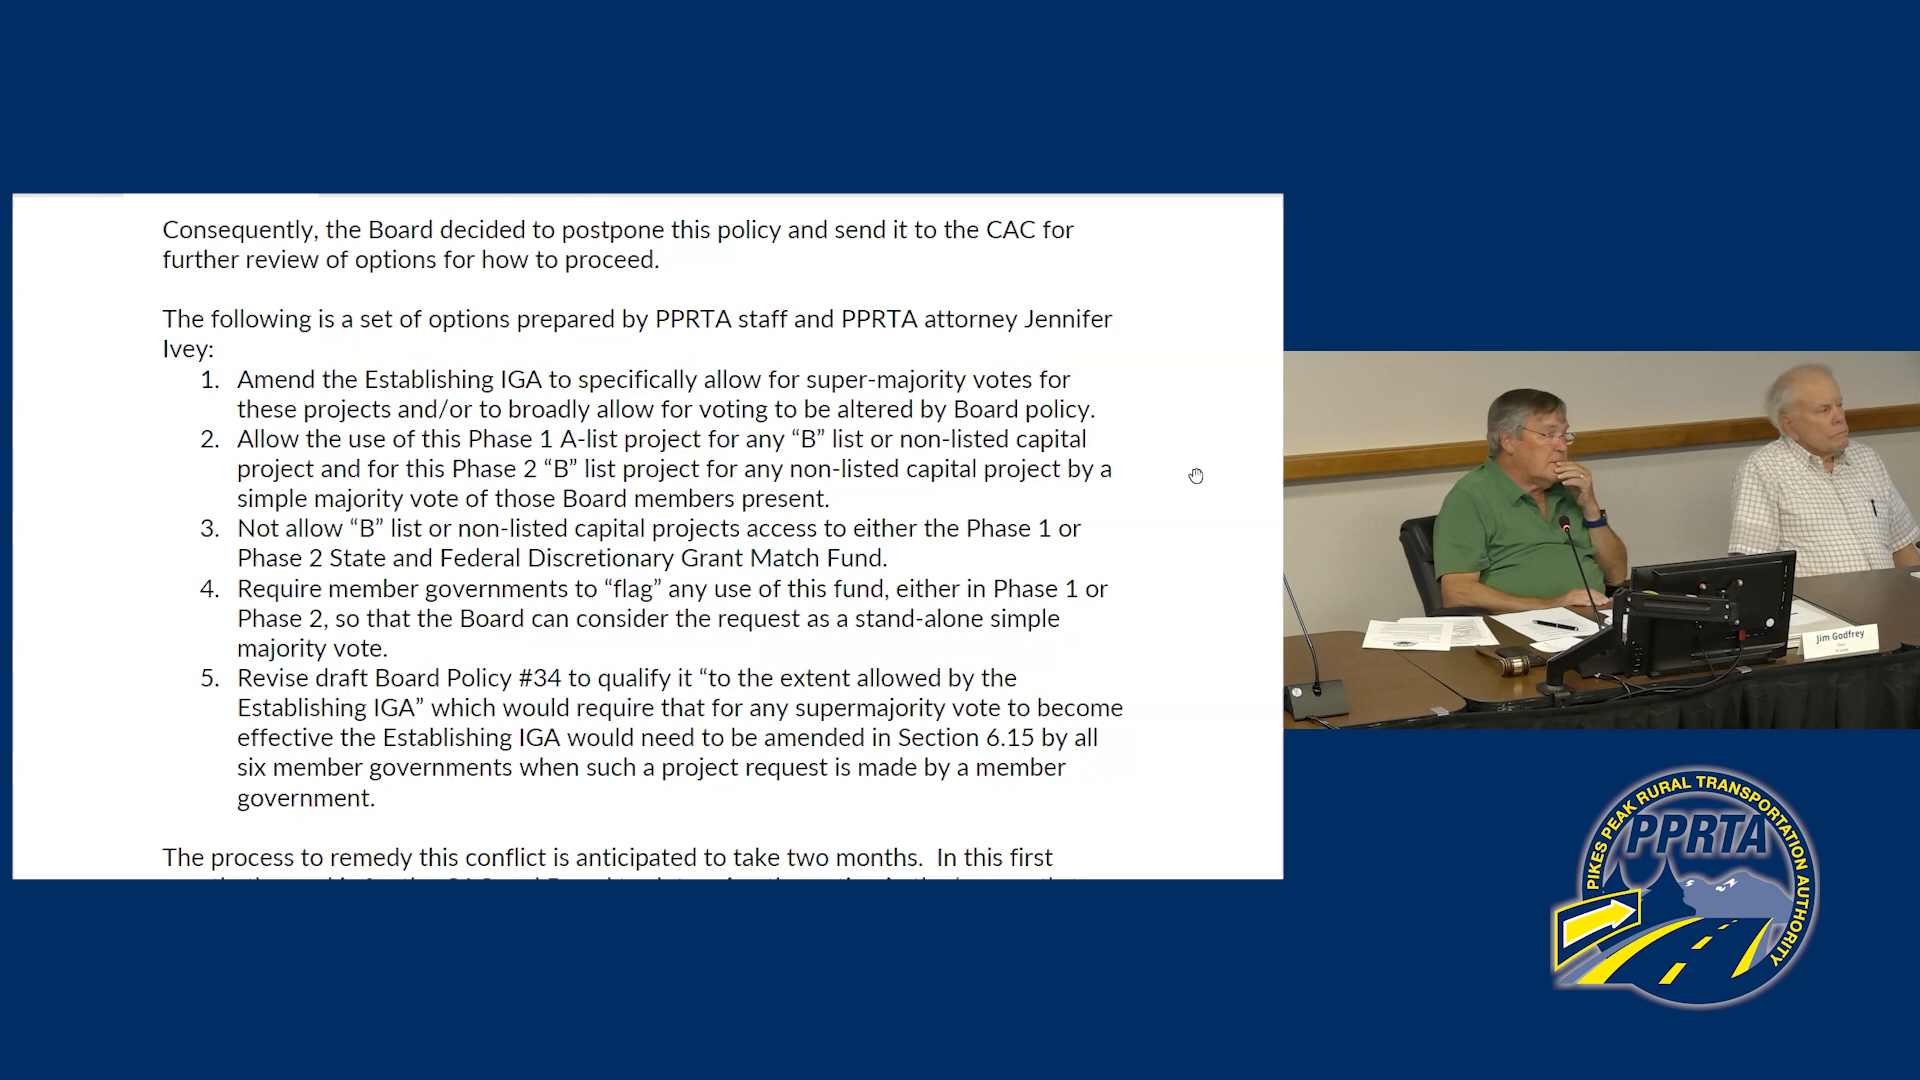 Consequently, the Board decided to postpone this policy and send it to the CAC for
further review of options for how to proceed.
The following is a set of options prepared by PPRTA staff and PPRTA attorney Jennifer
Ivey:
1. Amend the Establishing IGA to specifically allow for super-majority votes for
these projects and/or to broadly allow for voting to be altered by Board policy.
2. Allow the use of this Phase 1 A-list project for any “B” list or non-listed capital
project and for this Phase 2 “B” list project for any non-listed capital project by a
simple majority vote of those Board members present.
3. Not allow “B” list or non-listed capital projects access to either the Phase 1 or
Phase 2 State and Federal Discretionary Grant Match Fund.
4. Require member governments to “flag” any use of this fund, either in Phase 1 or
Phase 2, so that the Board can consider the request as a stand-alone simple
majority vote.
5. Revise draft Board Policy #34 to qualify it “to the extent allowed by the
Establishing IGA” which would require that for any supermajority vote to become
effective the Establishing IGA would need to be amended in Section 6.15 by all
six member governments when such a project request is made by a member
government.
The process to remedy this conflict is anticipated to take two months. In this first
Jim Godfrey
PIKES PEAK RURAL TRANSPORTATION AUTHORITY
PPRTA